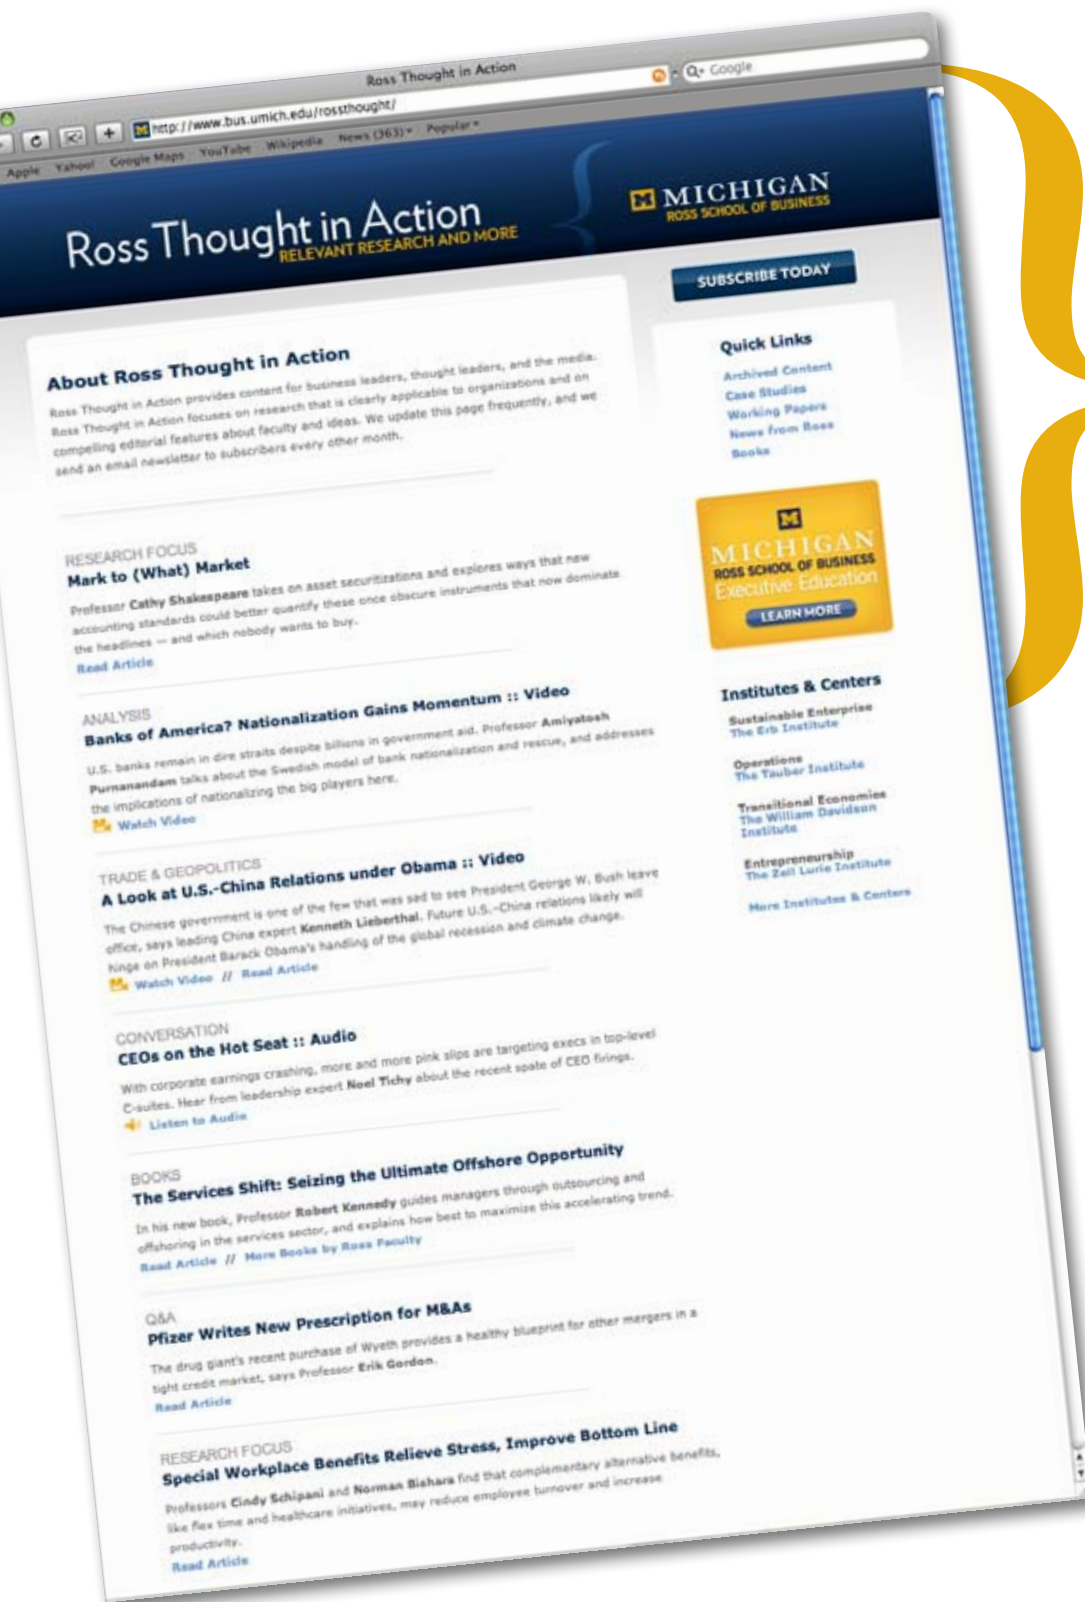 Ross Thought in Action
http://www.bus.umich.edu/rossthought/
Google
Apple Yahoo! Google Maps YouTube Wikipedia News (363) Popular
Ross Thought in Action
RELEVANT RESEARCH AND MORE
MICHIGAN
ROSS SCHOOL OF BUSINESS
SUBSCRIBE TODAY
About Ross Thought in Action
Ross Thought in Action provides content for business leaders, thought leaders, and the media.
Ross Thought in Action focuses on research that is clearly applicable to organizations and on
compelling editorial features about faculty and ideas. We update this page frequently, and we
send an email newsletter to subscribers every other month.
RESEARCH FOCUS
Mark to (What) Market
Professor Cathy Shakespeare takes on asset securitizations and explores ways that new
accounting standards could better quantify these once obscure instruments that now dominate
the headlines — and which nobody wants to buy.
Read Article
ANALYSIS
Banks of America? Nationalization Gains Momentum :: Video
U.S. banks remain in dire straits despite billions in government aid. Professor Amiyatosh
Purnanandam talks about the Swedish model of bank nationalization and rescue, and addresses
the implications of nationalizing the big players here.
Watch Video
TRADE & GEOPOLITICS
A Look at U.S.-China Relations under Obama :: Video
The Chinese government is one of the few that was sad to see President George W. Bush leave
office, says leading China expert Kenneth Lieberthal. Future U.S.-China relations likely will
hinge on President Barack Obama's handling of the global recession and climate change.
Watch Video // Read Article
CONVERSATION
CEOs on the Hot Seat :: Audio
With corporate earnings crashing, more and more pink slips are targeting execs in top-level
C-suites. Hear from leadership expert Noel Tichy about the recent spate of CEO firings.
Listen to Audio
BOOKS
The Services Shift: Seizing the Ultimate Offshore Opportunity
In his new book, Professor Robert Kennedy guides managers through outsourcing and
offshoring in the services sector, and explains how best to maximize this accelerating trend.
Read Article // More Books by Ross Faculty
Q&A
Pfizer Writes New Prescription for M&As
The drug giant's recent purchase of Wyeth provides a healthy blueprint for other mergers in a
tight credit market, says Professor Erik Gordon.
Read Article
RESEARCH FOCUS
Special Workplace Benefits Relieve Stress, Improve Bottom Line
Professors Cindy Schipani and Norman Bishara find that complementary alternative benefits,
like flex time and healthcare initiatives, may reduce employee turnover and increase
productivity.
Read Article
Quick Links
Archived Content
Case Studies
Working Papers
News from Ross
Books
M
MICHIGAN
ROSS SCHOOL OF BUSINESS
Executive Education
LEARN MORE
Institutes & Centers
Sustainable Enterprise
The Erb Institute
Operations
The Tauber Institute
Transitional Economies
The William Davidson
Institute
Entrepreneurship
The Zell Lurie Institute
More Institutes & Centers